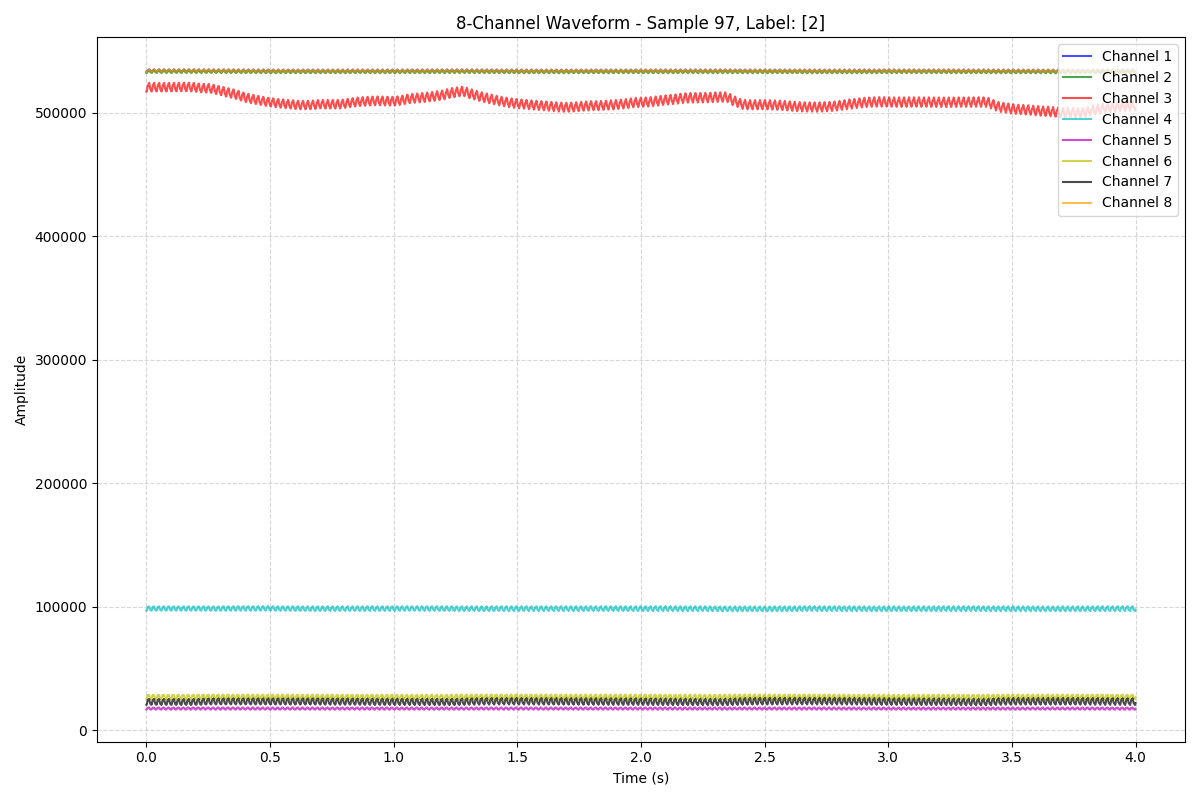 8-Channel Waveform - Sample 97, Label: [2]
Channel 1
Channel 2
Channel 3
Channel 4
Channel 5
Channel 6
Channel 7
Channel 8
Amplitude
500000
400000
300000
200000
100000
0
0.0 0.5 1.0 1.5 2.0 2.5 3.0 3.5 4.0
Time (s)